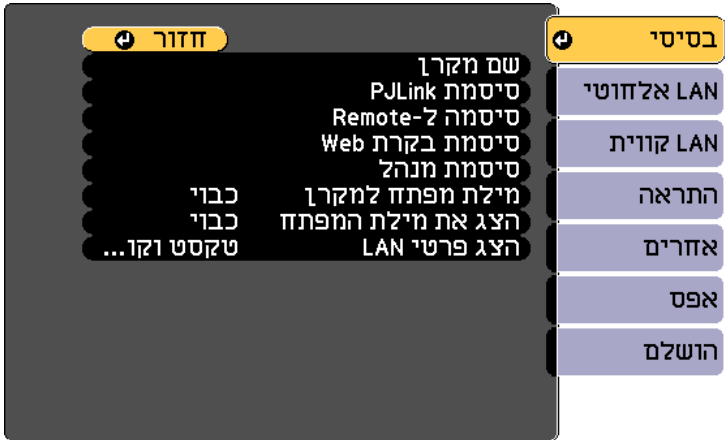 בסיסי
LAN אלחוטי
LAN קווית
התראה
אחרים
אפס
הושלם
חזור
שם מקרן
סיסמת PJLink
סיסמה ל-Remote
סיסמת בקרת Web
סיסמת מנהל
מילת מפתח למקרן כבוי
הצג את מילת המפתח כבוי
הצג פרטי LAN טקסט וקו...